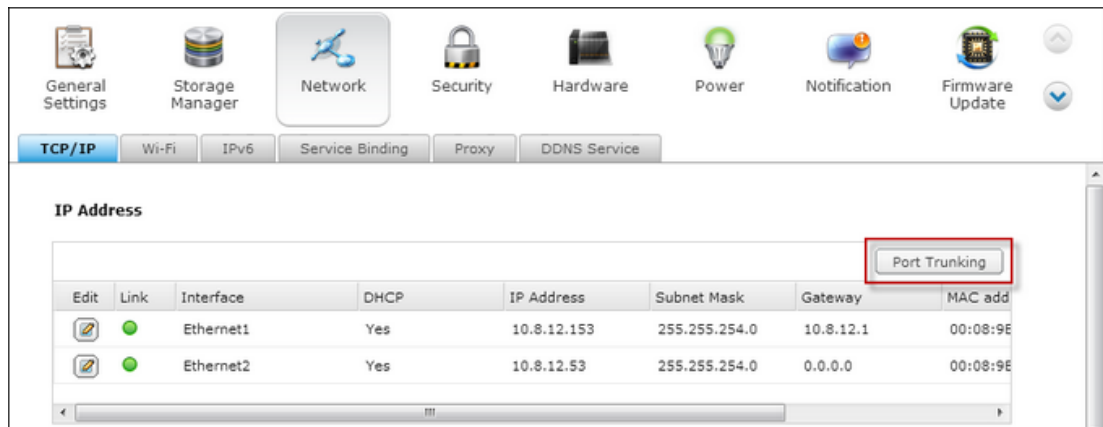 General Settings
Storage Manager
Network
Security
Hardware
Power
Notification
Firmware Update
TCP/IP Wi-Fi IPv6 Service Binding Proxy DDNS Service
IP Address
Port Trunking
Edit Link Interface DHCP IP Address Subnet Mask Gateway MAC add
Ethernet1 Yes 10.8.12.153 255.255.254.0 10.8.12.1 00:08:9E
Ethernet2 Yes 10.8.12.53 255.255.254.0 0.0.0.0 00:08:9E